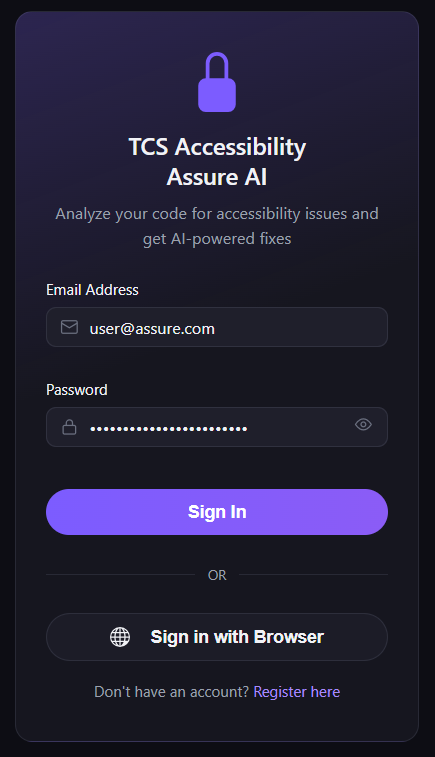 TCS Accessibility
Assure AI
Analyze your code for accessibility issues and
get AI-powered fixes
Email Address
user@assure.com
Password
••••••••••••••••••••••••
Sign In
OR
Sign in with Browser
Don't have an account? Register here